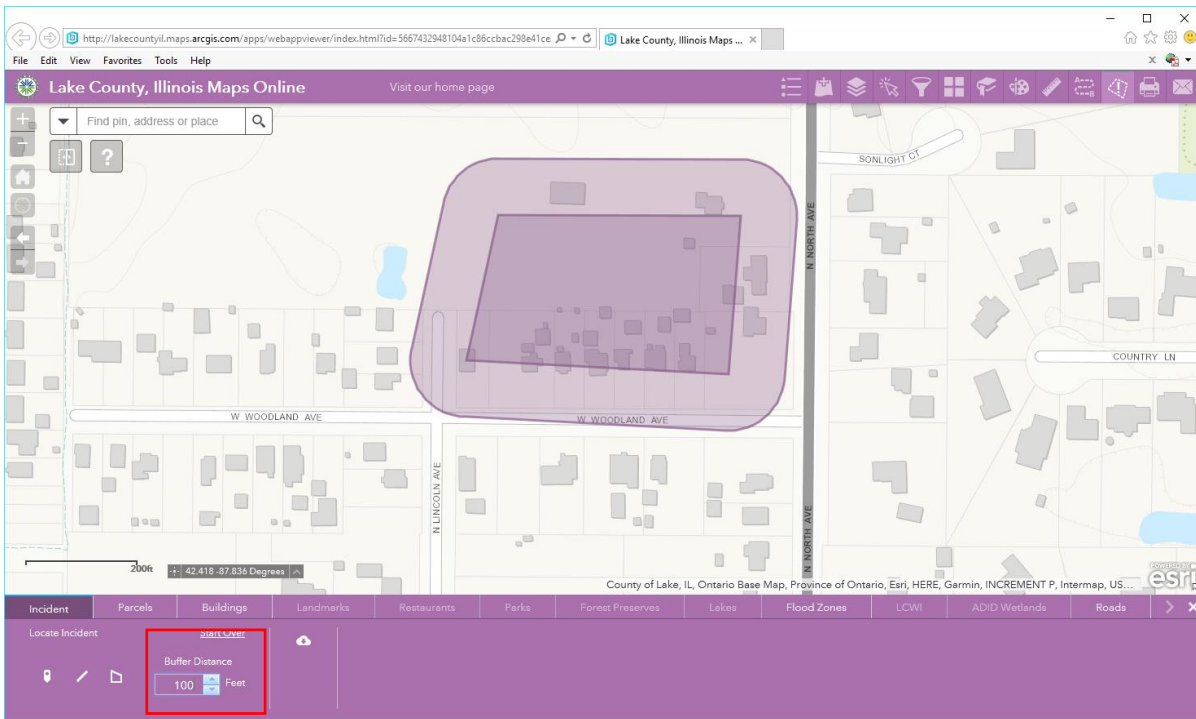 http://lakecountyil.maps.arcgis.com/apps/webappviewer/index.html?id=5667432948104a1c86ccbac298e41ce
Lake County, Illinois Maps ...
File Edit View Favorites Tools Help
Lake County, Illinois Maps Online
Visit our home page
Find pin, address or place
?
SONLIGHT CT
N NORTH AVE
COUNTRY LN
W WOODLAND AVE
W WOODLAND AVE
N LINCOLN AVE
N NORTH AVE
200ft
42.418 -87.836 Degrees
County of Lake, IL, Ontario Base Map, Province of Ontario, Esri, HERE, Garmin, INCREMENT P, Intermap, US...
POWERED BY
esri
Incident Parcels Buildings Landmarks Restaurants Parks Forest Preserves Lakes Flood Zones LCWI ADID Wetlands Roads
Locate Incident
Start Over
Buffer Distance
100 Feet